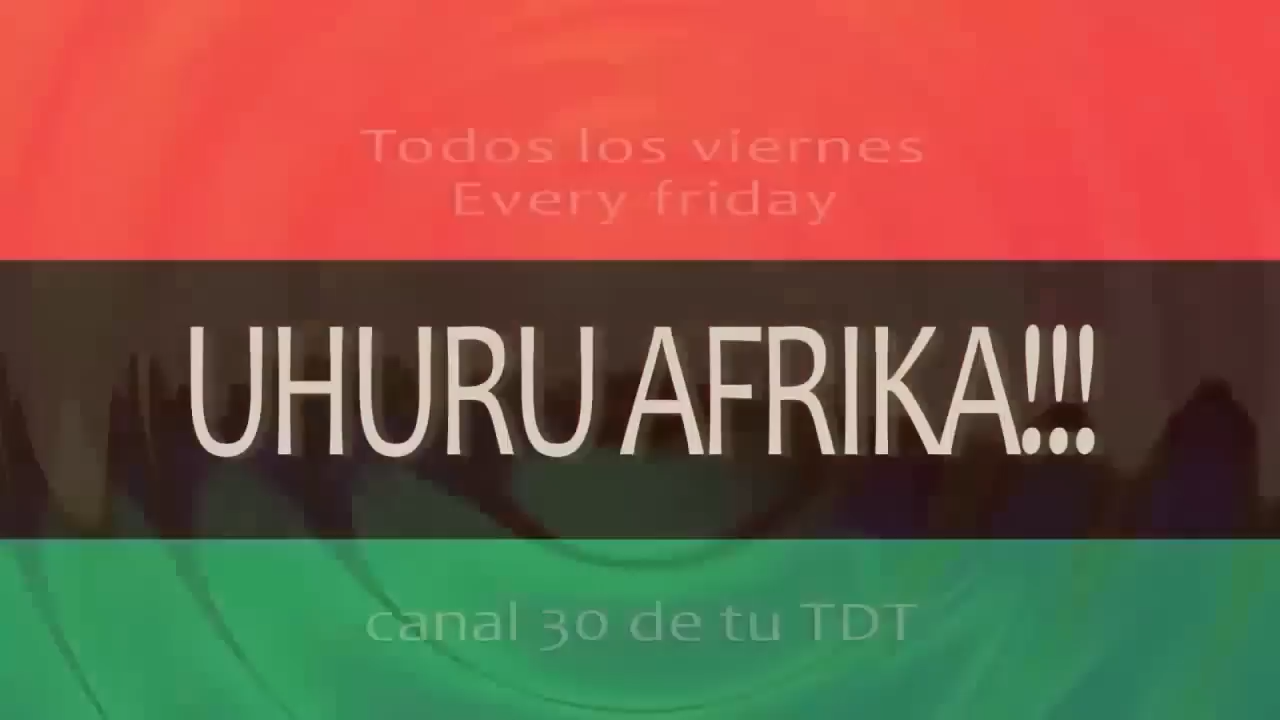 Todos los viernes
Every friday
UHURU AFRIKA!!!
canal 30 de tu TDT